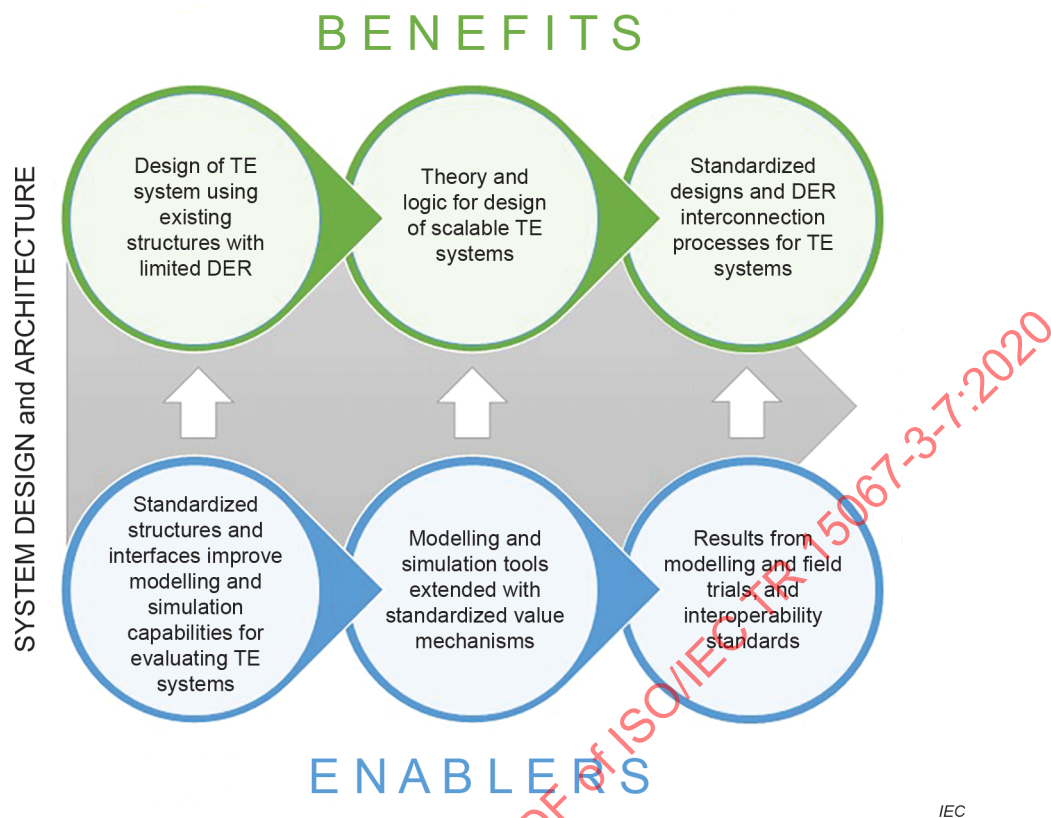 BENEFITS
SYSTEM DESIGN and ARCHITECTURE
Design of TE
system using
existing
structures with
limited DER
Theory and
logic for design
of scalable TE
systems
Standardized
designs and DER
interconnection
processes for TE
systems
Standardized
structures and
interfaces improve
modelling and
simulation
capabilities for
evaluating TE
systems
Modelling and
simulation tools
extended with
standardized value
mechanisms
Results from
modelling and field
trials, and
interoperability
standards
ENABLERS
of ISO/IEC TR 15067-3-7:2020
IEC